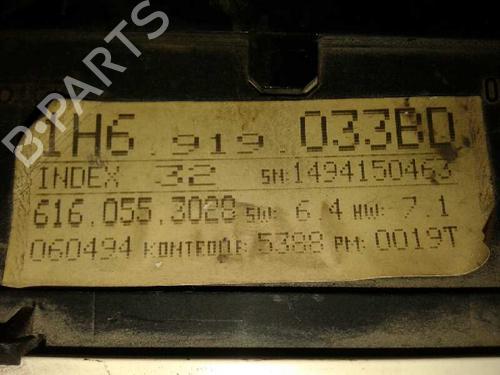 B-PARTS
1H6.919.033BD
INDEX 32 SN:1494150463
616.055.3028 SW: 6.4 HW: 7.1
060494 KONTROÚR: 5388 PM: 0019T